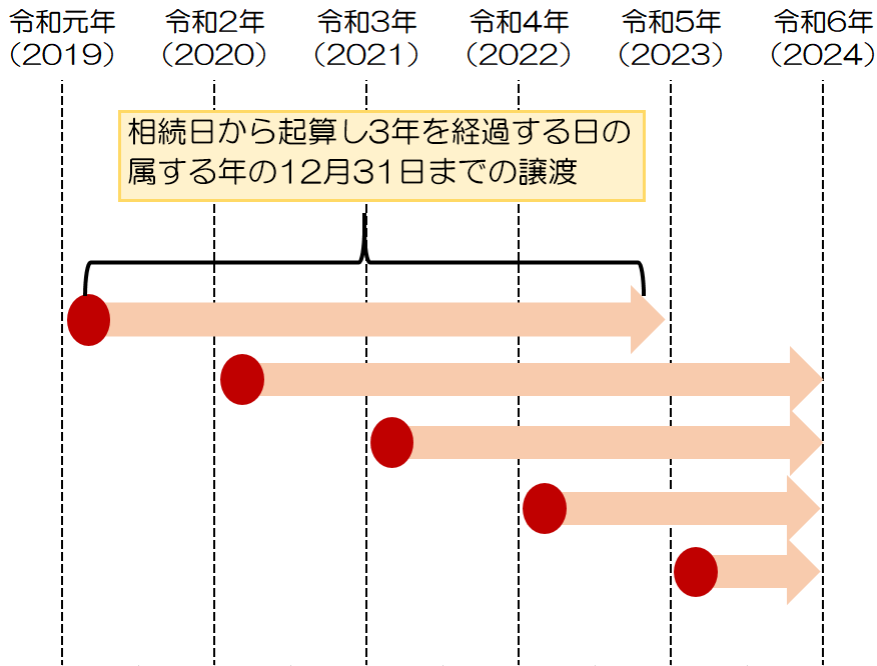 令和元年 令和2年 令和3年 令和4年 令和5年 令和6年
（2019） （2020） （2021） （2022） （2023） （2024）
相続日から起算し3年を経過する日の
属する年の12月31日までの譲渡